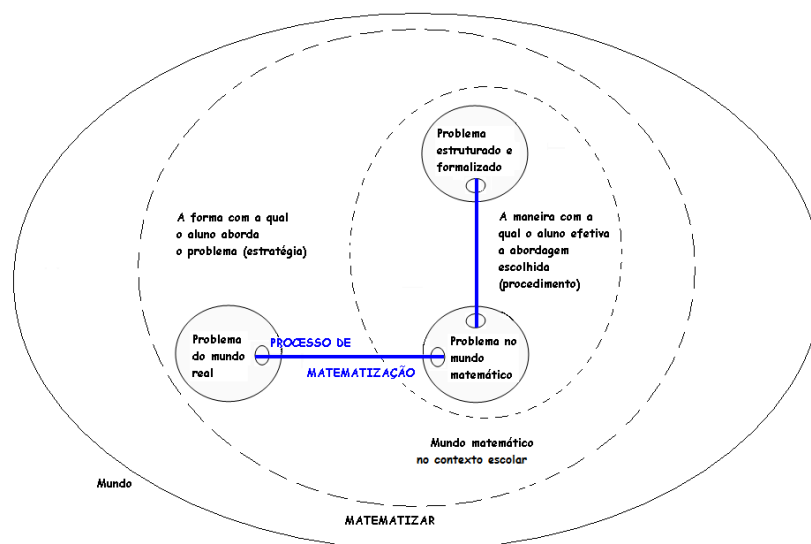 Problema
estruturado e
formalizado
A forma com a qual
o aluno aborda
o problema (estratégia)
A maneira com a
qual o aluno efetiva
a abordagem
escolhida
(procedimento)
Problema
do mundo
real
PROCESSO DE
MATEMATIZAÇÃO
Problema no
mundo
matemático
Mundo matemático
no contexto escolar
Mundo
MATEMATIZAR